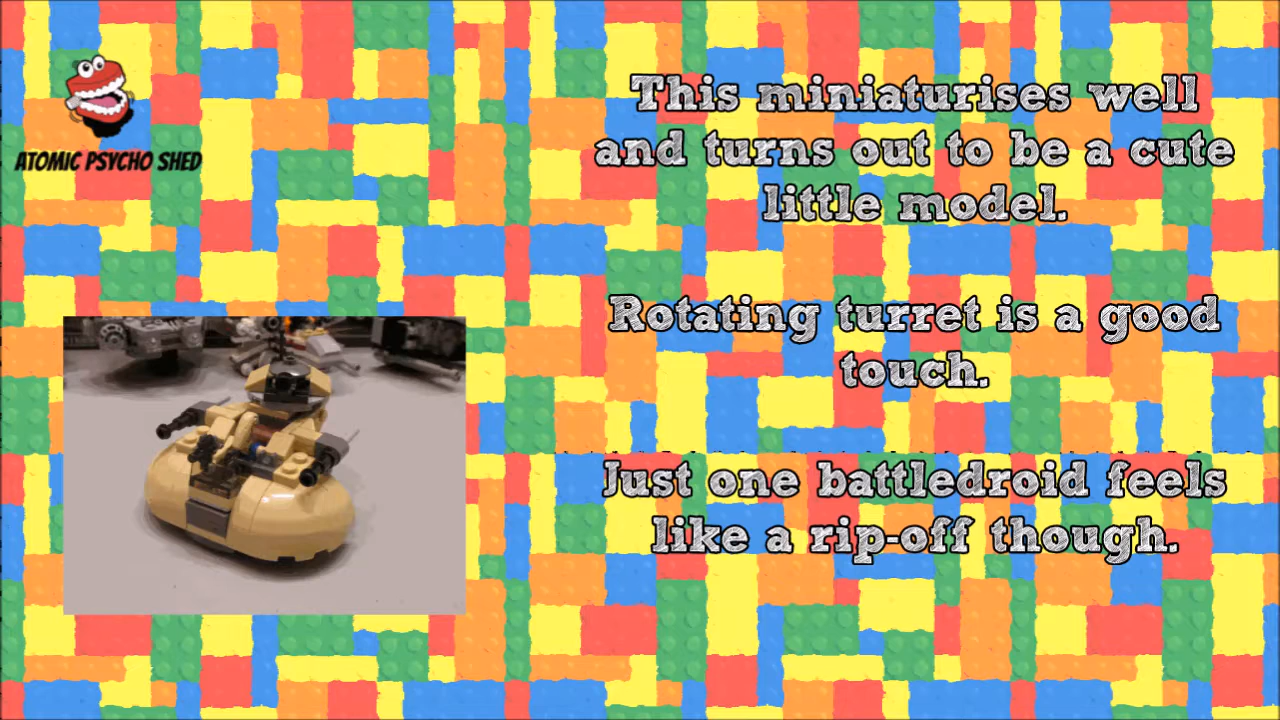 ATOMIC PSYCHO SHED
This miniaturises well
and turns out to be a cute
little model.
Rotating turret is a good
touch.
Just one battledroid feels
like a rip-off though.